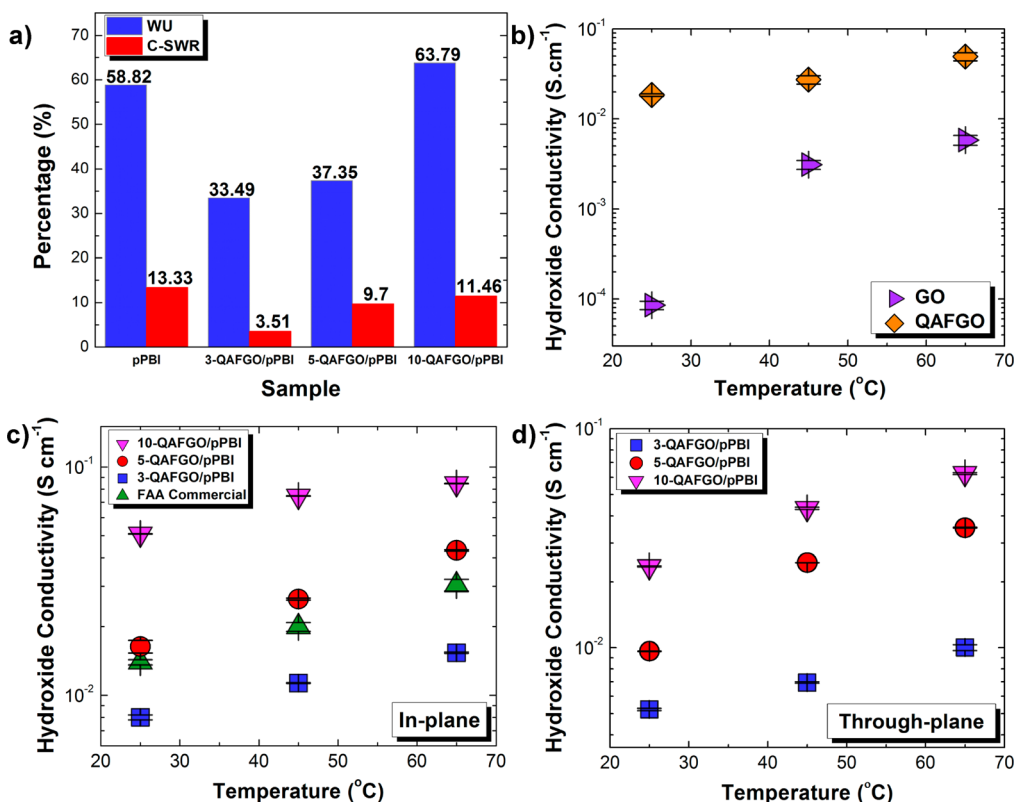 a)
WU
C-SWR
Percentage (%)
70
60
50
40
30
20
10
0
58.82
13.33
33.49
3.51
37.35
9.7
63.79
11.46
pPBI
3-QAFGO/pPBI
5-QAFGO/pPBI
10-QAFGO/pPBI
Sample
b)
Hydroxide Conductivity (S.cm⁻¹)
10⁻¹
10⁻²
10⁻³
10⁻⁴
GO
QAFGO
20
30
40
50
60
70
Temperature (°C)
c)
Hydroxide Conductivity (S cm⁻¹)
10⁻¹
10⁻²
10-QAFGO/pPBI
5-QAFGO/pPBI
3-QAFGO/pPBI
FAA Commercial
In-plane
20
30
40
50
60
70
Temperature (°C)
d)
Hydroxide Conductivity (S cm⁻¹)
10⁻¹
10⁻²
3-QAFGO/pPBI
5-QAFGO/pPBI
10-QAFGO/pPBI
Through-plane
20
30
40
50
60
70
Temperature (°C)